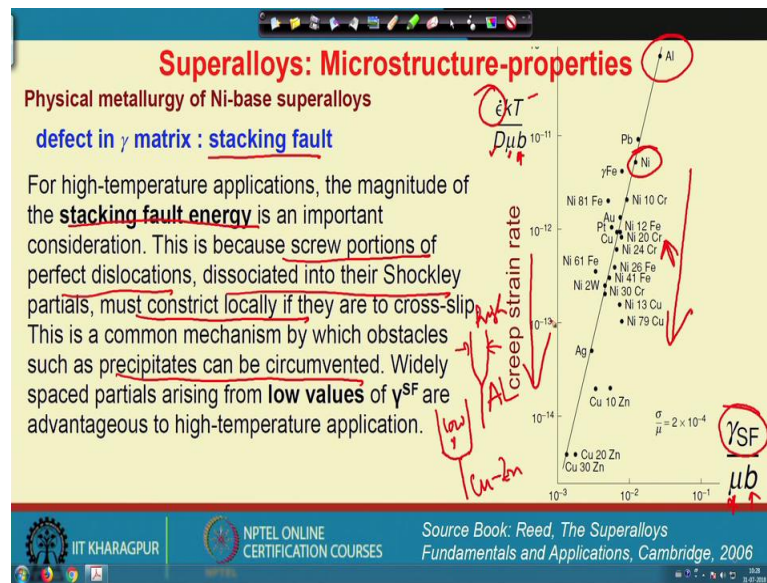 Superalloys: Microstructure-properties
Physical metallurgy of Ni-base superalloys
defect in γ matrix : stacking fault
For high-temperature applications, the magnitude of
the stacking fault energy is an important
consideration. This is because screw portions of
perfect dislocations, dissociated into their Shockley
partials, must constrict locally if they are to cross-slip.
This is a common mechanism by which obstacles
such as precipitates can be circumvented. Widely
spaced partials arising from low values of γSF are
advantageous to high-temperature application.
High
AL
low
Cu-Zn
ε̇kT
Dμb
creep strain rate
10⁻¹¹
10⁻¹²
10⁻¹³
10⁻¹⁴
Al
Pb
Ni
γFe
Ni 81 Fe
Ni 10 Cr
Au
Pt
Ni 12 Fe
Cu
Ni 20 Cr
Ni 24 Cr
Ni 61 Fe
Ni 26 Fe
Ni 41 Fe
Ni 2W
Ni 30 Cr
Ni 13 Cu
Ni 79 Cu
Ag
Cu 10 Zn
σ/μ = 2 × 10⁻⁴
Cu 20 Zn
Cu 30 Zn
10⁻³
10⁻²
10⁻¹
γSF
μb
IIT KHARAGPUR
NPTEL ONLINE
CERTIFICATION COURSES
Source Book: Reed, The Superalloys
Fundamentals and Applications, Cambridge, 2006
10:28